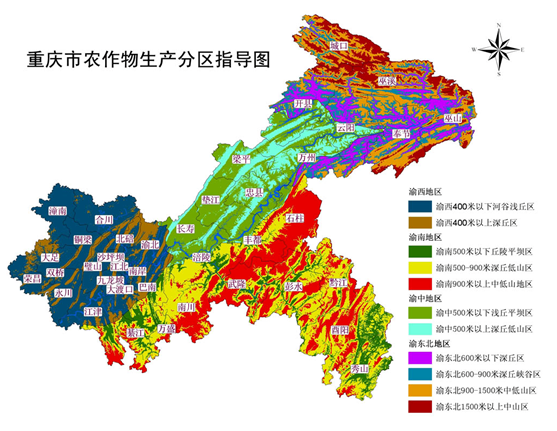 重庆市农作物生产分区指导图
N
W
E
S
城口
巫溪
开县
巫山
云阳
奉节
梁平
万州
忠县
垫江
石柱
潼南
合川
长寿
丰都
铜梁
北碚
渝北
涪陵
大足
沙坪坝
璧山
江北
南岸
武隆
彭水
黔江
荣昌
双桥
九龙坡
巴南
永川
大渡口
南川
江津
万盛
酉阳
綦江
秀山
渝西地区
渝西400米以下河谷浅丘区
渝西400米以上深丘区
渝南地区
渝南500米以下丘陵平坝区
渝南500-900米深丘低山区
渝南900米以上中低山地区
渝中地区
渝中500米以下浅丘平坝区
渝中500米以上深丘低山区
渝东北地区
渝东北600米以下深丘区
渝东北600-900米深丘峡谷区
渝东北900-1500米中低山区
渝东北1500米以上中山区